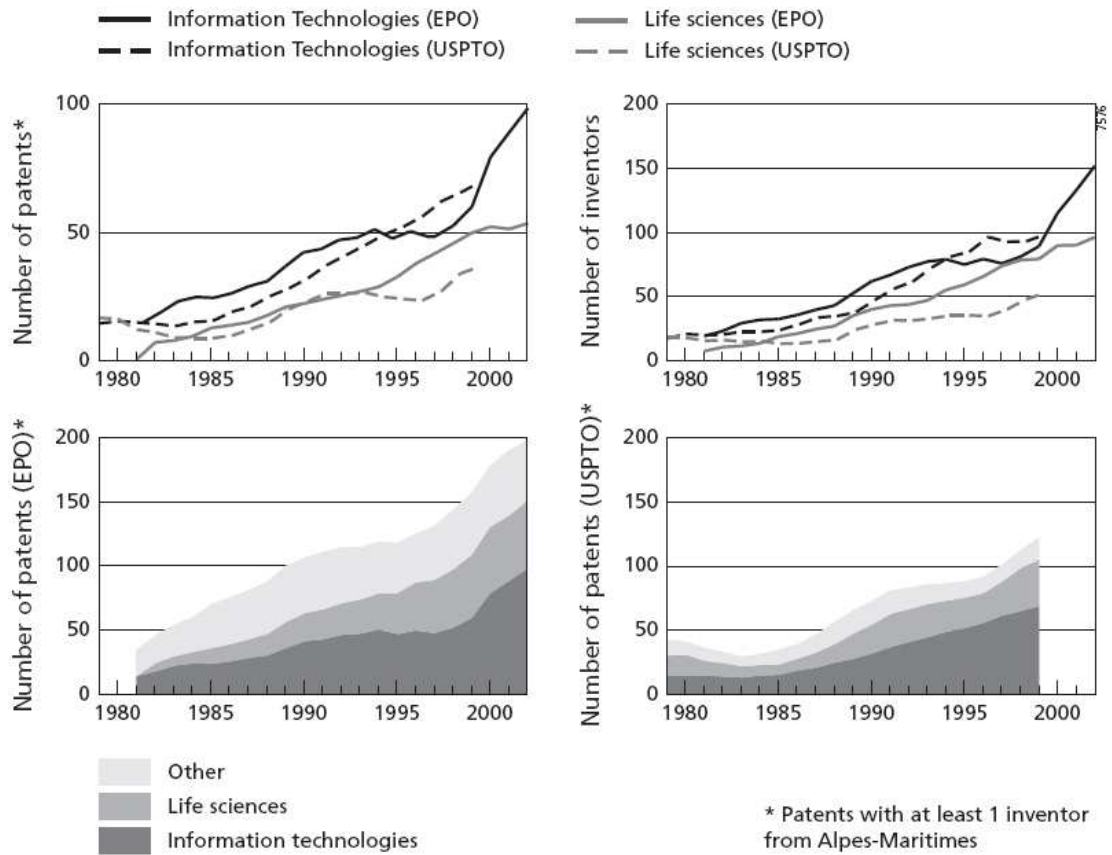 Information Technologies (EPO)
Information Technologies (USPTO)
Life sciences (EPO)
Life sciences (USPTO)
Number of patents*
100
50
0
1980 1985 1990 1995 2000
Number of inventors
200
150
100
50
0
1980 1985 1990 1995 2000
7576
Number of patents (EPO)*
200
150
100
50
0
1980 1985 1990 1995 2000
Number of patents (USPTO)*
200
150
100
50
0
1980 1985 1990 1995 2000
Other
Life sciences
Information technologies
* Patents with at least 1 inventor
from Alpes-Maritimes